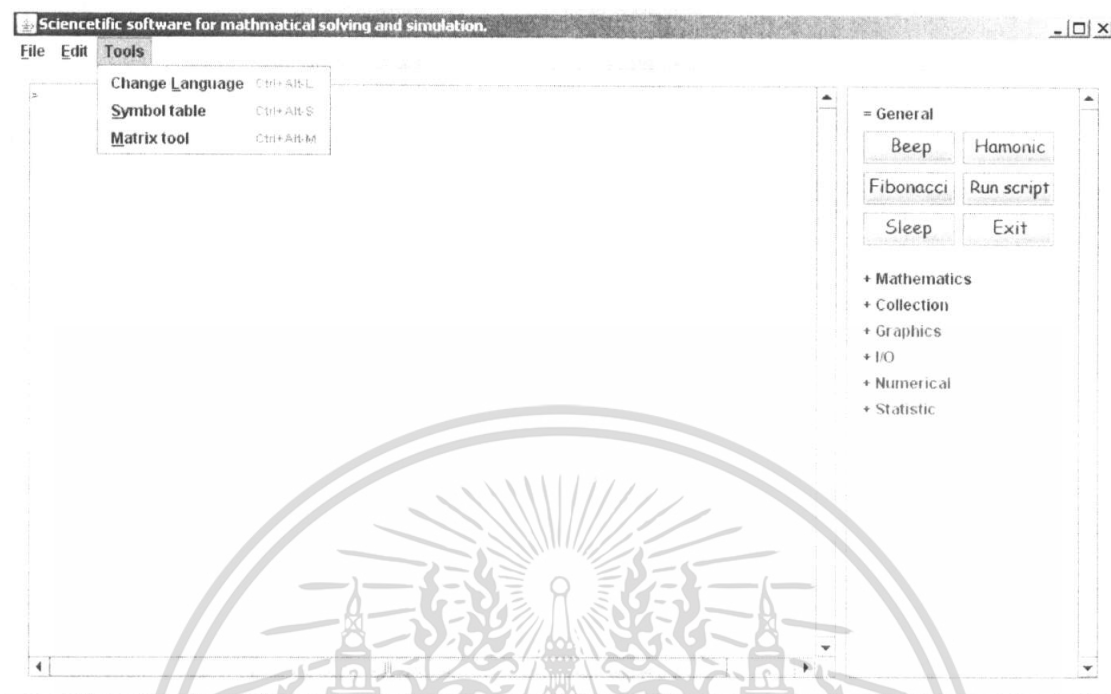 Sciencetific software for mathmatical solving and simulation.
File Edit Tools
Change Language Ctrl+Alt-L
Symbol table Ctrl+Alt-S
Matrix tool Ctrl+Alt-M
>
= General
Beep Hamonic
Fibonacci Run script
Sleep Exit
+ Mathematics
+ Collection
+ Graphics
+ I/O
+ Numerical
+ Statistic